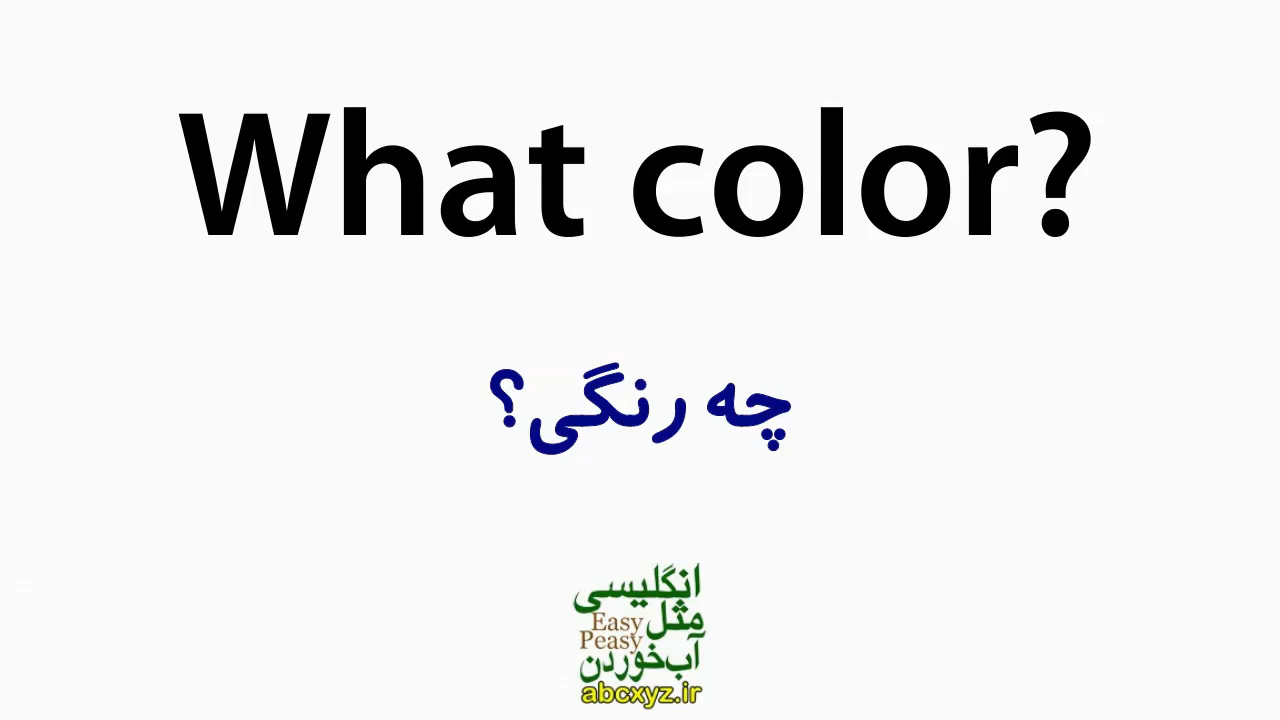 What color?
چه رنگی؟
انگلیسی
مثل
Easy
Peasy
آب‌خوردن
abcxyz.ir